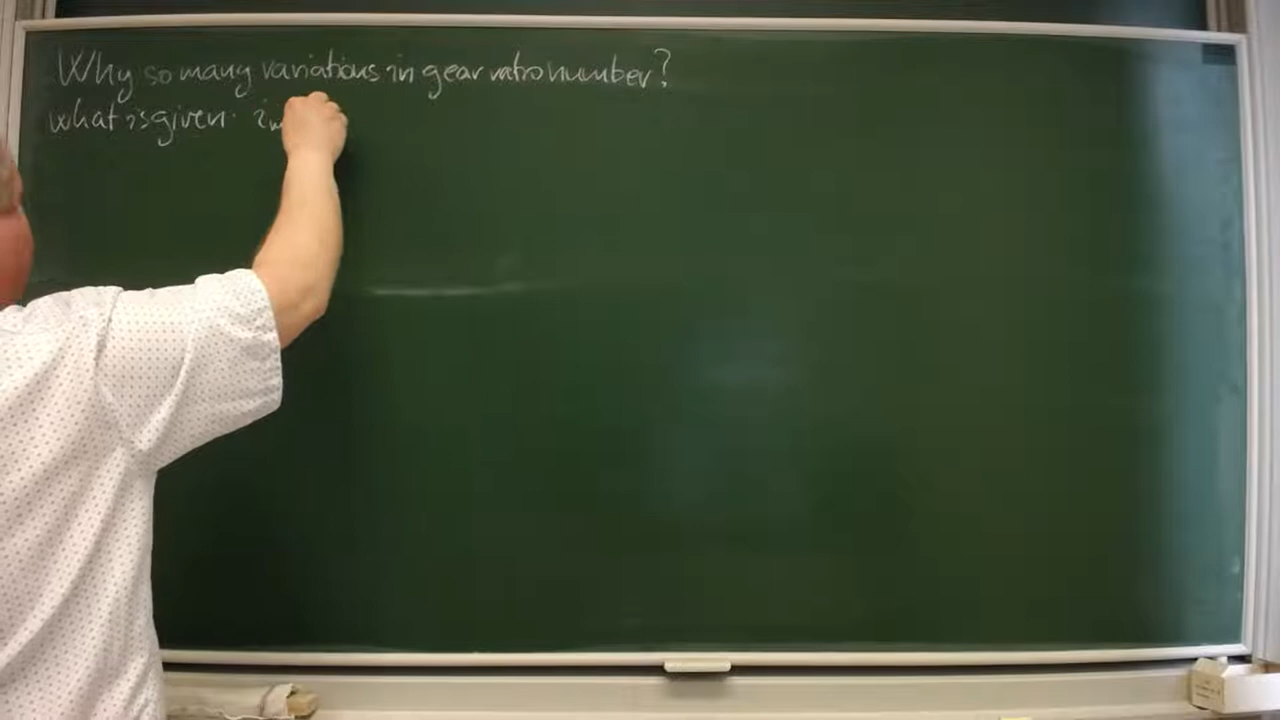 Why so many variations in gear ratio number?
what is given: i